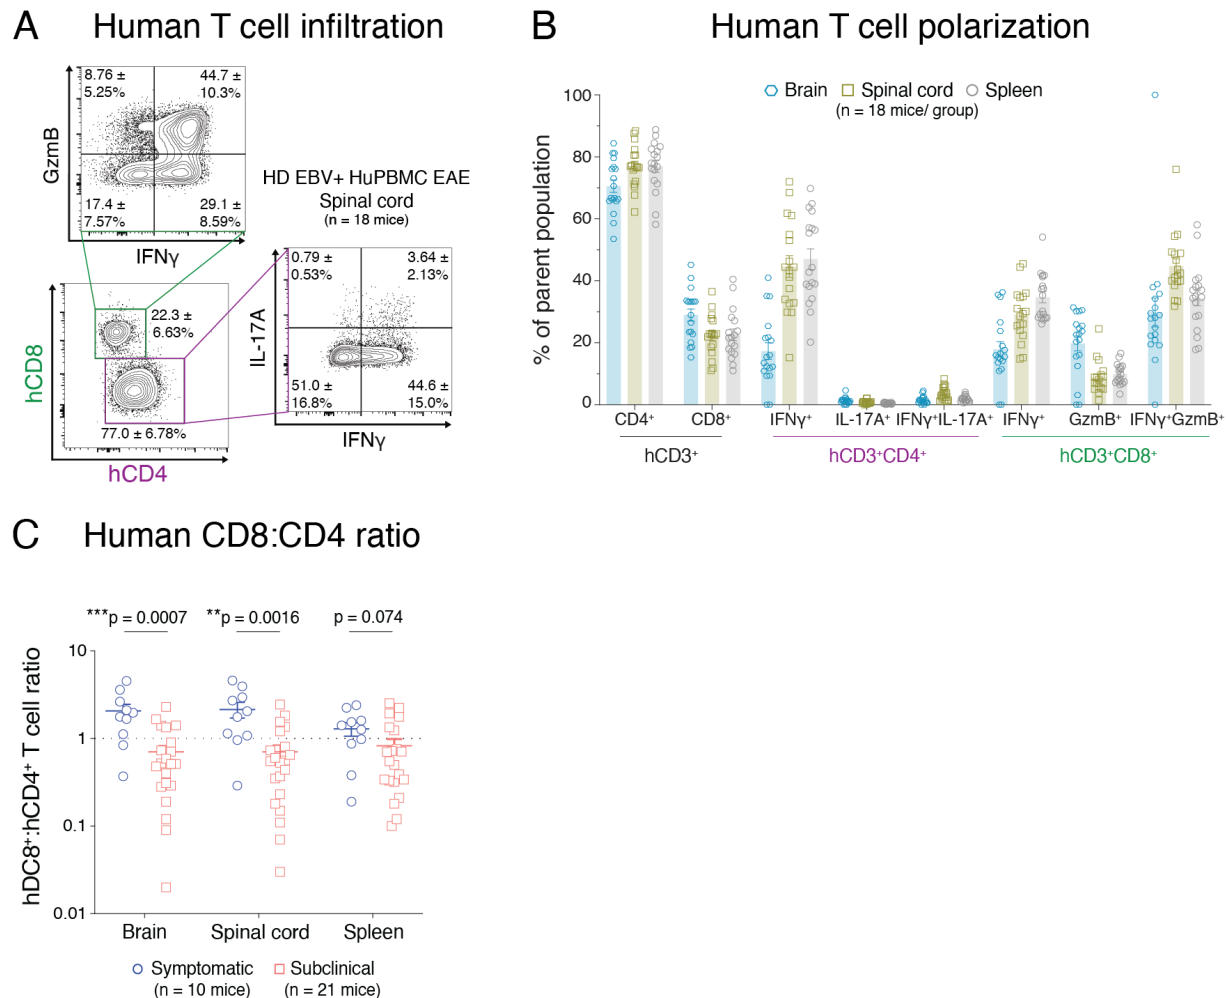 A Human T cell infiltration
8.76 ±
5.25%
44.7 ±
10.3%
GzmB
17.4 ±
7.57%
29.1 ±
8.59%
IFNγ
HD EBV+ HuPBMC EAE
Spinal cord
(n = 18 mice)
0.79 ±
0.53%
3.64 ±
2.13%
IL-17A
51.0 ±
16.8%
44.6 ±
15.0%
IFNγ
22.3 ±
6.63%
hCD8
77.0 ± 6.78%
hCD4
B Human T cell polarization
Brain Spinal cord Spleen
(n = 18 mice/ group)
% of parent population
100
80
60
40
20
0
CD4⁺ CD8⁺ IFNγ⁺ IL-17A⁺ IFNγ⁺IL-17A⁺ IFNγ⁺ GzmB⁺ IFNγ⁺GzmB⁺
hCD3⁺ hCD3⁺CD4⁺ hCD3⁺CD8⁺
C Human CD8:CD4 ratio
***p = 0.0007 **p = 0.0016 p = 0.074
hDC8⁺:hCD4⁺ T cell ratio
10
1
0.1
0.01
Brain Spinal cord Spleen
Symptomatic Subclinical
(n = 10 mice) (n = 21 mice)